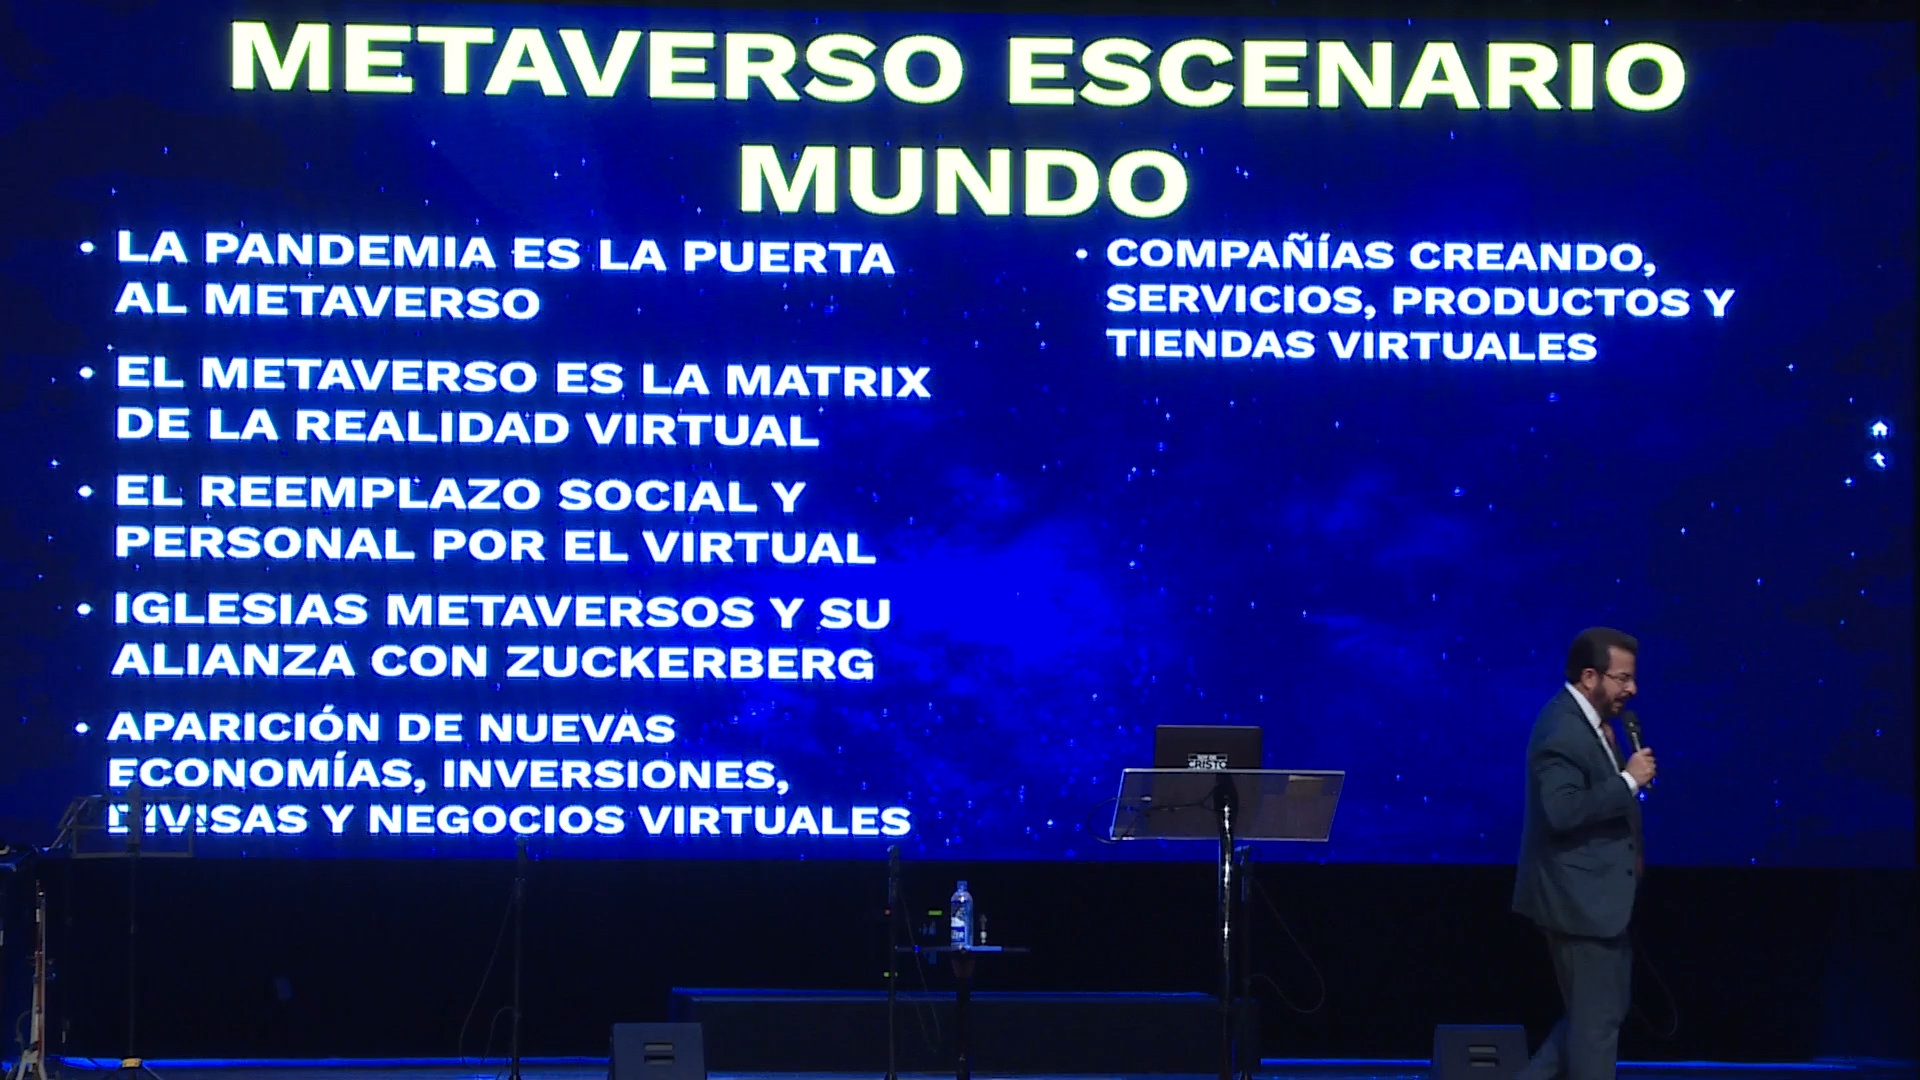 METAVERSO ESCENARIO
MUNDO
• LA PANDEMIA ES LA PUERTA
AL METAVERSO
• EL METAVERSO ES LA MATRIX
DE LA REALIDAD VIRTUAL
• EL REEMPLAZO SOCIAL Y
PERSONAL POR EL VIRTUAL
• IGLESIAS METAVERSOS Y SU
ALIANZA CON ZUCKERBERG
• APARICIÓN DE NUEVAS
ECONOMÍAS, INVERSIONES,
DIVISAS Y NEGOCIOS VIRTUALES
• COMPAÑÍAS CREANDO,
SERVICIOS, PRODUCTOS Y
TIENDAS VIRTUALES
CRISTO